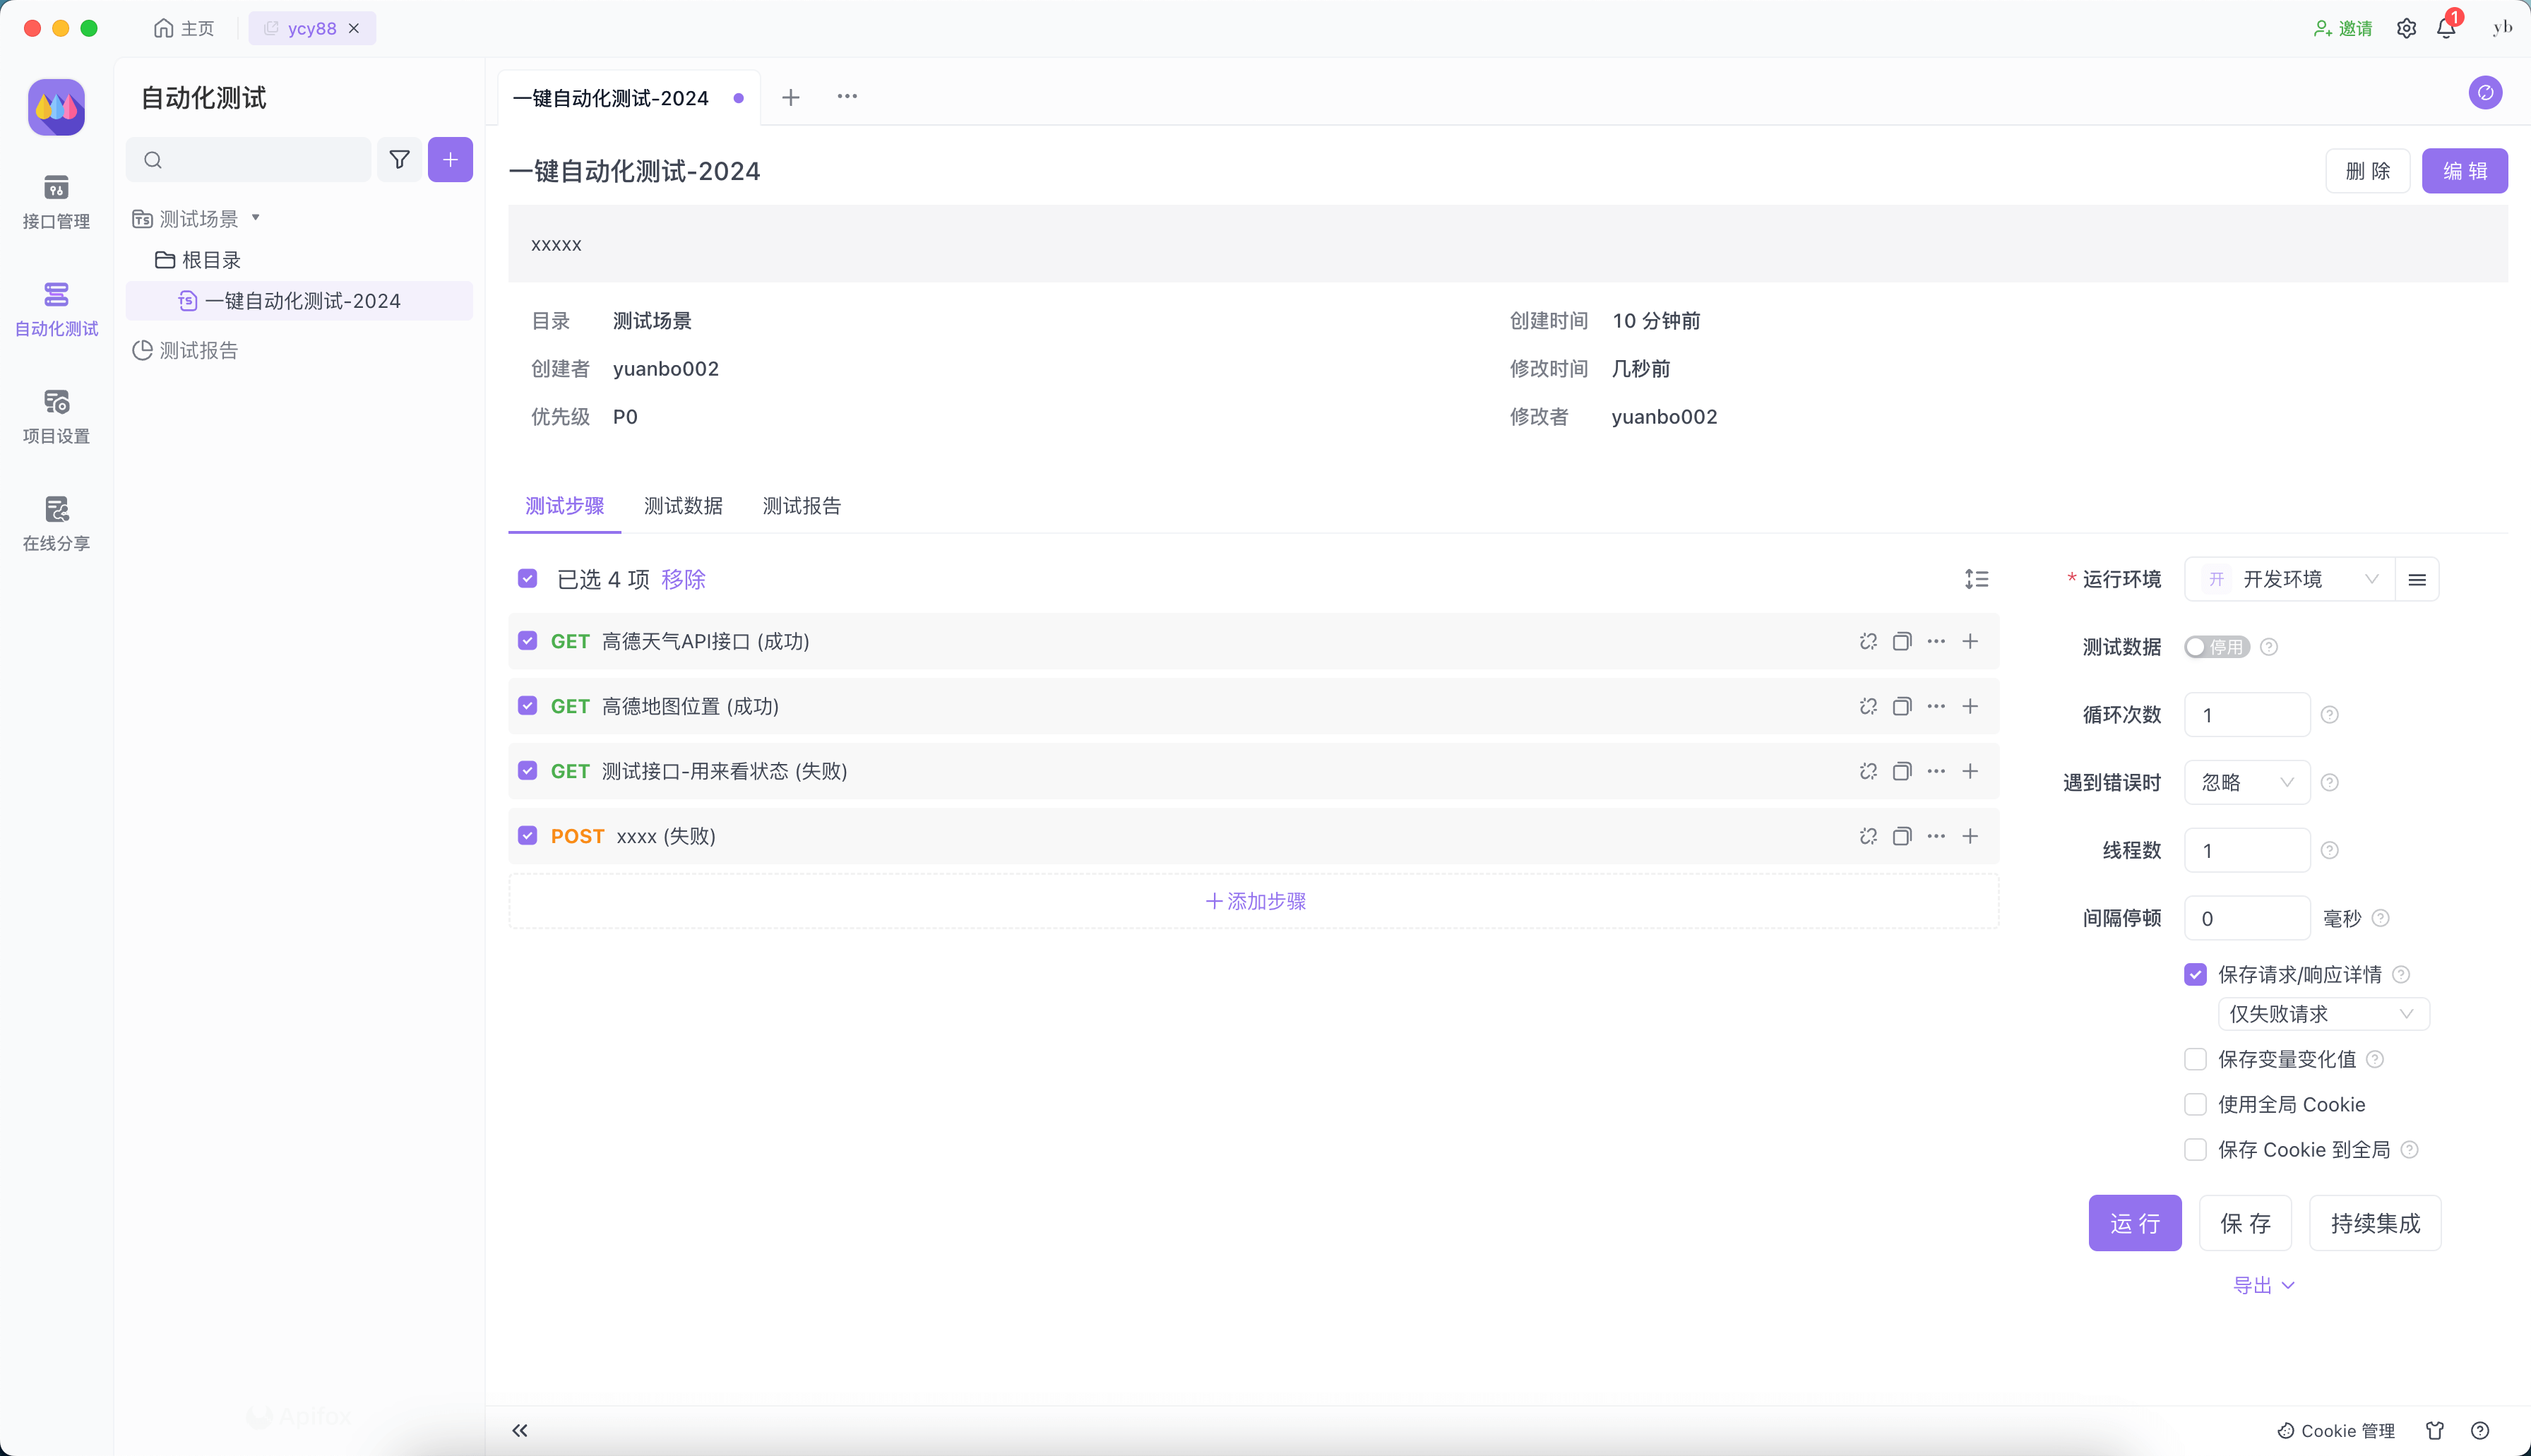 主页
ycy88
邀请
1
yb
自动化测试
一键自动化测试-2024
接口管理
自动化测试
项目设置
在线分享
测试场景
根目录
一键自动化测试-2024
测试报告
一键自动化测试-2024
删除
编辑
xxxxx
目录 测试场景
创建时间 10 分钟前
创建者 yuanbo002
修改时间 几秒前
优先级 P0
修改者 yuanbo002
测试步骤 测试数据 测试报告
已选 4 项 移除
GET 高德天气API接口 (成功)
GET 高德地图位置 (成功)
GET 测试接口-用来看状态 (失败)
POST xxxx (失败)
添加步骤
* 运行环境 开 开发环境
测试数据 停用
循环次数 1
遇到错误时 忽略
线程数 1
间隔停顿 0 毫秒
保存请求/响应详情
仅失败请求
保存变量变化值
使用全局 Cookie
保存 Cookie 到全局
运行 保存 持续集成
导出
Apifox
Cookie 管理